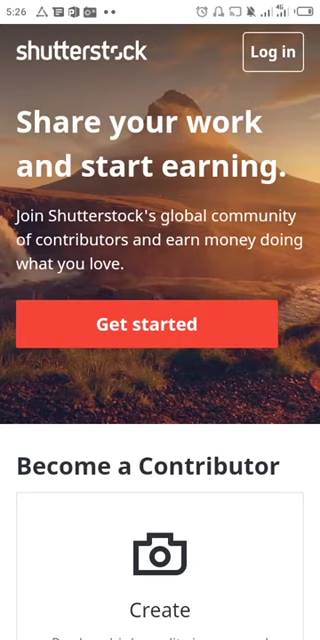 5:26
4G
shutterstock
Log in
Share your work
and start earning.
Join Shutterstock's global community
of contributors and earn money doing
what you love.
Get started
Become a Contributor
Create